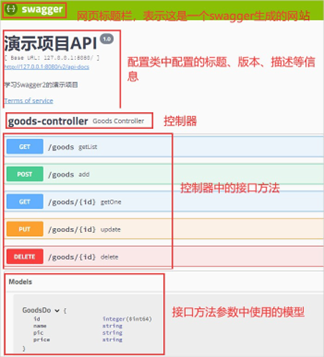 swagger 网页标题栏，表示这是一个swagger生成的网站
演示项目API 1.0
[ Base URL: 127.0.0.1:8080/ ]
http://127.0.0.1:8080/v2/api-docs
配置类中配置的标题、版本、描述等信息
学习Swagger2的演示项目
Terms of service
goods-controller Goods Controller 控制器
GET /goods getList
POST /goods add
控制器中的接口方法
GET /goods/{id} getOne
PUT /goods/{id} update
DELETE /goods/{id} delete
Models
接口方法参数中使用的模型
GoodsDo {
id integer($int64)
name string
pic string
price string
}